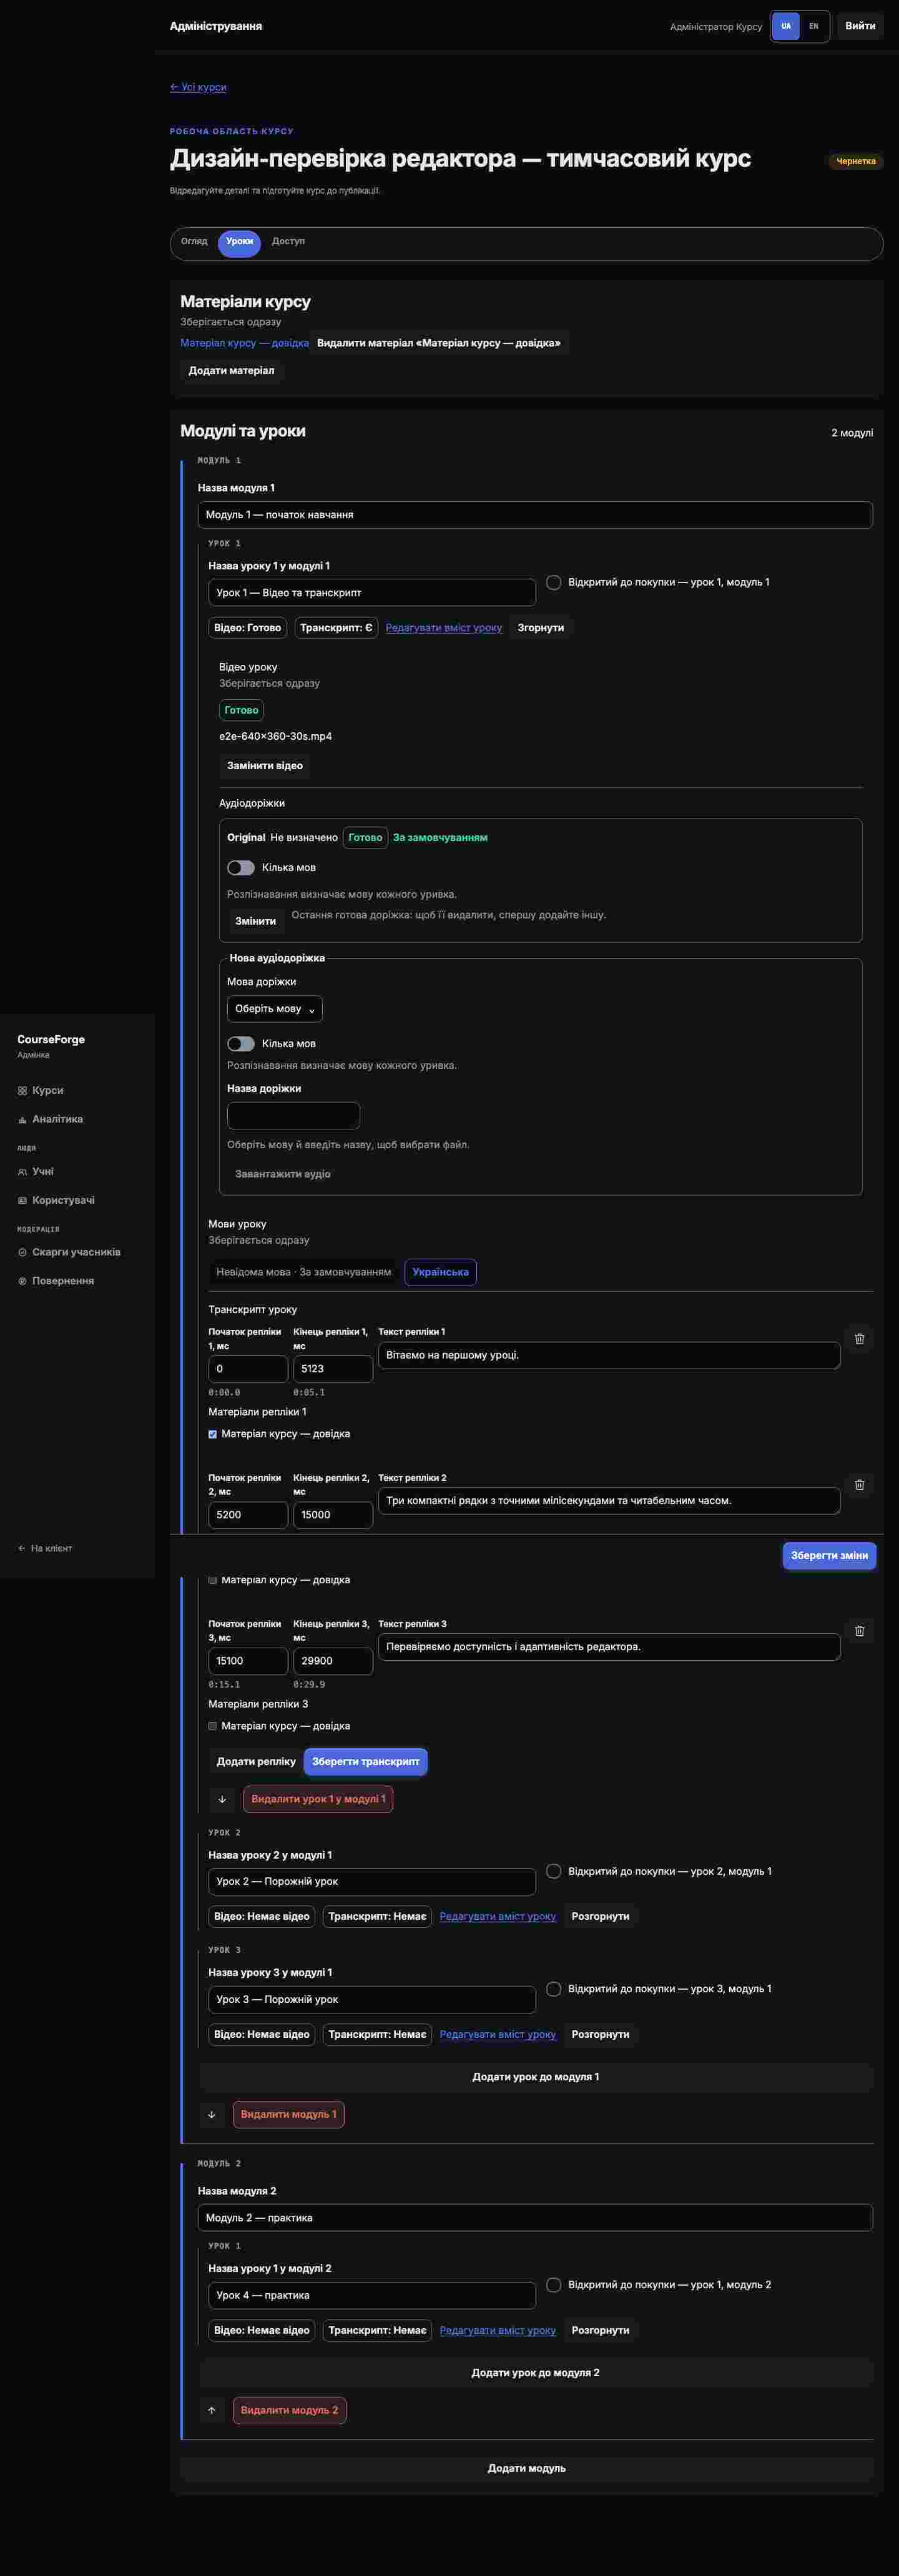 Адміністрування
Адміністратор Курсу
UA
EN
Вийти
← Усі курси
РОБОЧА ОБЛАСТЬ КУРСУ
Дизайн-перевірка редактора — тимчасовий курс
Чернетка
Відредагуйте деталі та підготуйте курс до публікації.
Огляд
Уроки
Доступ
Матеріали курсу
Зберігається одразу
Матеріал курсу — довідка
Видалити матеріал «Матеріал курсу — довідка»
Додати матеріал
Модулі та уроки
2 модулі
МОДУЛЬ 1
Назва модуля 1
Модуль 1 — початок навчання
УРОК 1
Назва уроку 1 у модулі 1
Урок 1 — Відео та транскрипт
Відкритий до покупки — урок 1, модуль 1
Відео: Готово
Транскрипт: Є
Редагувати вміст уроку
Згорнути
Відео уроку
Зберігається одразу
Готово
e2e-640×360-30s.mp4
Замінити відео
Аудіодоріжки
Original Не визначено Готово За замовчуванням
Кілька мов
Розпізнавання визначає мову кожного уривка.
Змінити
Остання готова доріжка: щоб її видалити, спершу додайте іншу.
Нова аудіодоріжка
Мова доріжки
Оберіть мову
Кілька мов
Розпізнавання визначає мову кожного уривка.
Назва доріжки
Оберіть мову й введіть назву, щоб вибрати файл.
Завантажити аудіо
CourseForge
Адмінка
Курси
Аналітика
ЛЮДИ
Учні
Користувачі
МОДЕРАЦІЯ
Скарги учасників
Повернення
← На клієнт
Мови уроку
Зберігається одразу
Невідома мова · За замовчуванням
Українська
Транскрипт уроку
Початок репліки 1, мс
Кінець репліки 1, мс
Текст репліки 1
0
5123
Вітаємо на першому уроці.
0:00.0
0:05.1
Матеріали репліки 1
Матеріал курсу — довідка
Початок репліки 2, мс
Кінець репліки 2, мс
Текст репліки 2
5200
15000
Три компактні рядки з точними мілісекундами та читабельним часом.
Зберегти зміни
Матеріал курсу — довідка
Початок репліки 3, мс
Кінець репліки 3, мс
Текст репліки 3
15100
29900
Перевіряємо доступність і адаптивність редактора.
0:15.1
0:29.9
Матеріали репліки 3
Матеріал курсу — довідка
Додати репліку
Зберегти транскрипт
↓
Видалити урок 1 у модулі 1
УРОК 2
Назва уроку 2 у модулі 1
Урок 2 — Порожній урок
Відкритий до покупки — урок 2, модуль 1
Відео: Немає відео
Транскрипт: Немає
Редагувати вміст уроку
Розгорнути
УРОК 3
Назва уроку 3 у модулі 1
Урок 3 — Порожній урок
Відкритий до покупки — урок 3, модуль 1
Відео: Немає відео
Транскрипт: Немає
Редагувати вміст уроку
Розгорнути
Додати урок до модуля 1
↓
Видалити модуль 1
МОДУЛЬ 2
Назва модуля 2
Модуль 2 — практика
УРОК 1
Назва уроку 1 у модулі 2
Урок 4 — практика
Відкритий до покупки — урок 1, модуль 2
Відео: Немає відео
Транскрипт: Немає
Редагувати вміст уроку
Розгорнути
Додати урок до модуля 2
↑
Видалити модуль 2
Додати модуль